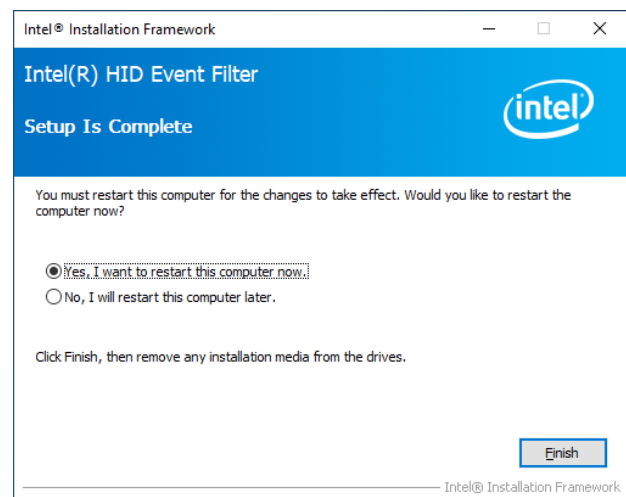 Intel® Installation Framework
Intel(R) HID Event Filter
intel
Setup Is Complete
You must restart this computer for the changes to take effect. Would you like to restart the
computer now?
Yes, I want to restart this computer now.
No, I will restart this computer later.
Click Finish, then remove any installation media from the drives.
Finish
Intel® Installation Framework